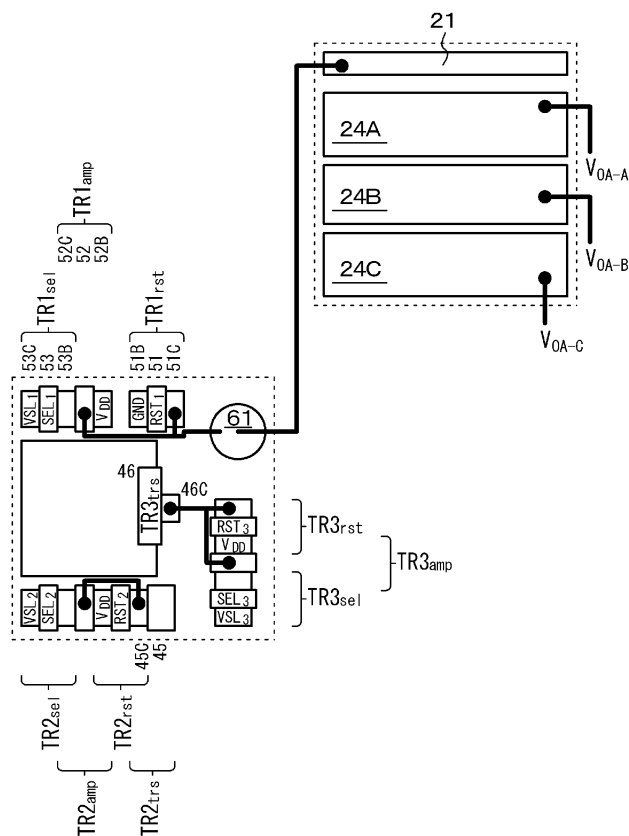 21
24A
24B
24C
V_OA-A
V_OA-B
V_OA-C
TR1amp
52C
52
52B
TR1sel
53C
53
53B
TR1rst
51B
51
51C
VSL1
SEL1
VDD
GND
RST1
61
46
46C
TR3trs
RST3
VDD
SEL3
VSL3
TR3rst
TR3amp
TR3sel
VSL2
SEL2
VDD
RST2
45C
45
TR2sel
TR2rst
TR2amp
TR2trs